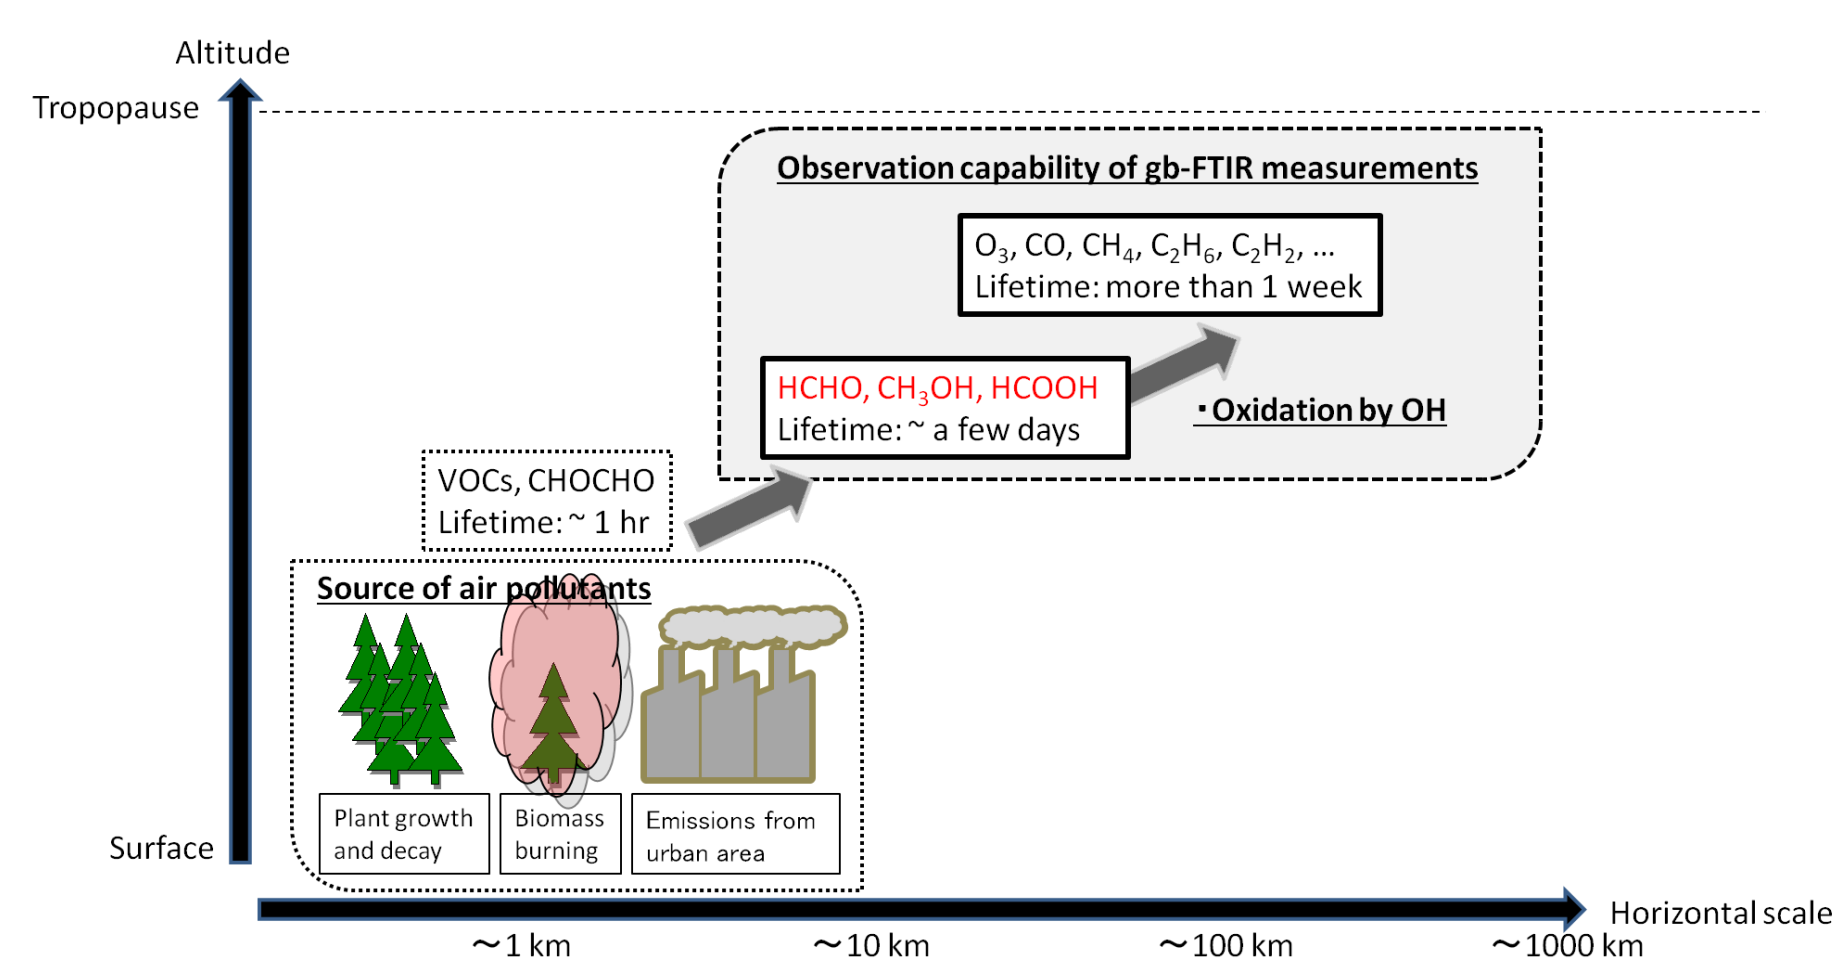 Altitude
Tropopause
Observation capability of gb-FTIR measurements
O₃, CO, CH₄, C₂H₆, C₂H₂, ...
Lifetime: more than 1 week
HCHO, CH₃OH, HCOOH
Lifetime: ~ a few days
・Oxidation by OH
VOCs, CHOCHO
Lifetime: ~ 1 hr
Source of air pollutants
Plant growth
and decay
Biomass
burning
Emissions from
urban area
Surface
Horizontal scale
～1 km
～10 km
～100 km
～1000 km